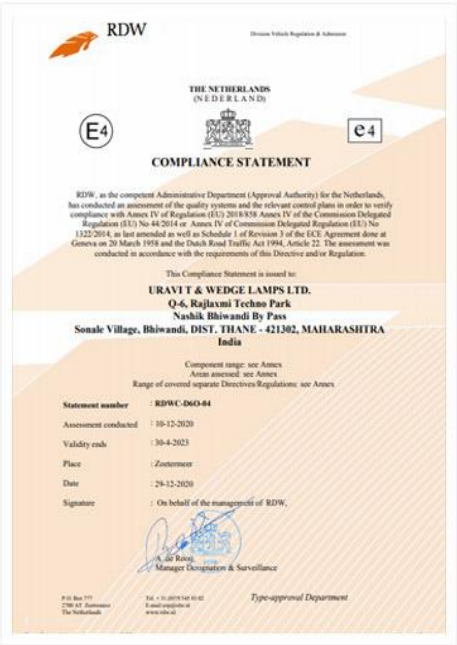 RDW
Division Vehicle Regulation & Admission
THE NETHERLANDS
(NEDERLAND)
E4
e4
COMPLIANCE STATEMENT
RDW, as the competent Administrative Department (Approval Authority) for the Netherlands,
has conducted an assessment of the quality systems and the relevant control plans in order to verify
compliance with Annex IV of Regulation (EU) 2018/858 Annex IV of the Commission Delegated
Regulation (EU) No 44/2014 or Annex IV of Commission Delegated Regulation (EU) No
1322/2014, as last amended as well as Schedule 1 of Revision 3 of the ECE Agreement done at
Geneva on 20 March 1958 and the Dutch Road Traffic Act 1994, Article 22. The assessment was
conducted in accordance with the requirements of this Directive and/or Regulation.
This Compliance Statement is issued to:
URAVI T & WEDGE LAMPS LTD.
Q-6, Rajlaxmi Techno Park
Nashik Bhiwandi By Pass
Sonale Village, Bhiwandi, DIST. THANE - 421302, MAHARASHTRA
India
Component range: see Annex
Areas assessed: see Annex
Range of covered separate Directives/Regulations: see Annex
Statement number : RDWC-D6O-04
Assessment conducted : 10-12-2020
Validity ends : 30-4-2023
Place : Zoetermeer
Date : 29-12-2020
Signature : On behalf of the management of RDW,
A. de Rooij
Manager Designation & Surveillance
P O Box 777
2700 AT Zoetermeer
The Netherlands
Type-approval Department